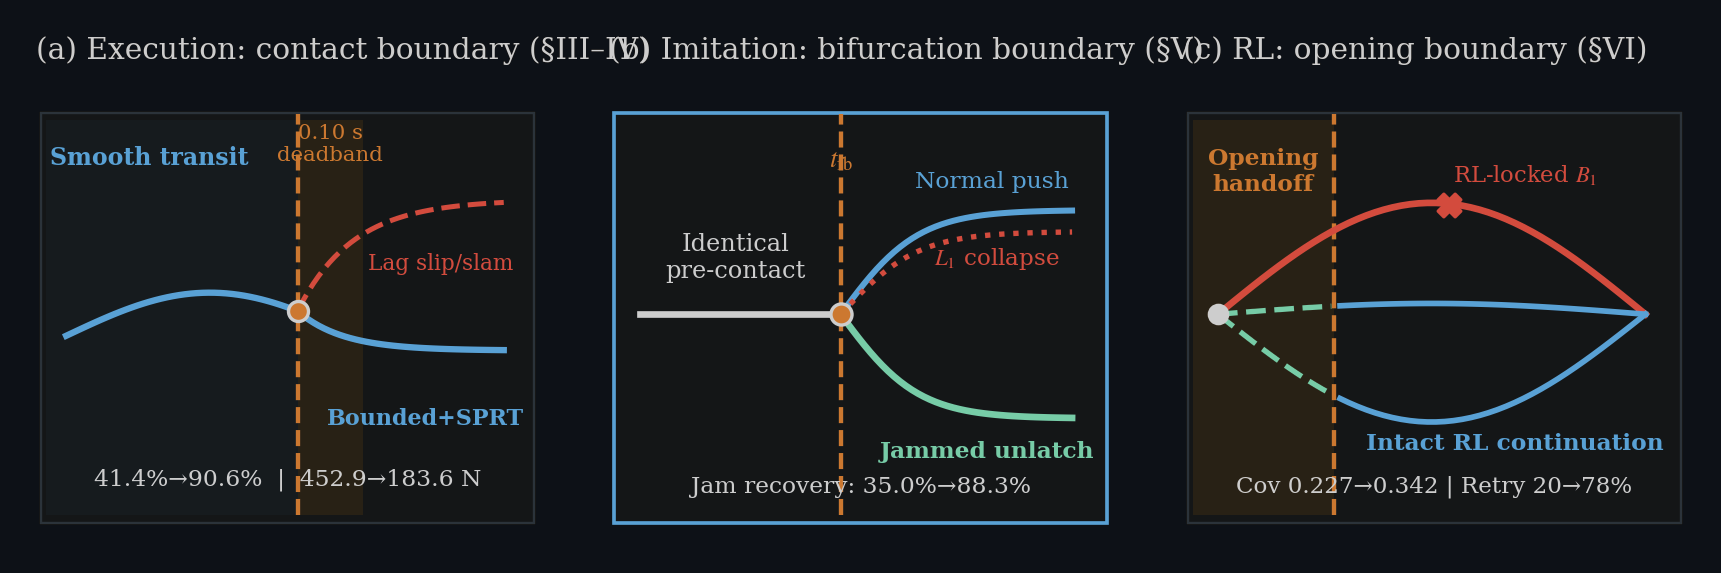 (a) Execution: contact boundary (§III–IV)
(b) Imitation: bifurcation boundary (§V)
(c) RL: opening boundary (§VI)
0.10 s
deadband
Smooth transit
Lag slip/slam
Bounded+SPRT
41.4%→90.6% | 452.9→183.6 N
Normal push
Identical
pre-contact
L₁ collapse
Jammed unlatch
Jam recovery: 35.0%→88.3%
Opening
handoff
RL-locked B₁
Intact RL continuation
Cov 0.227→0.342 | Retry 20→78%